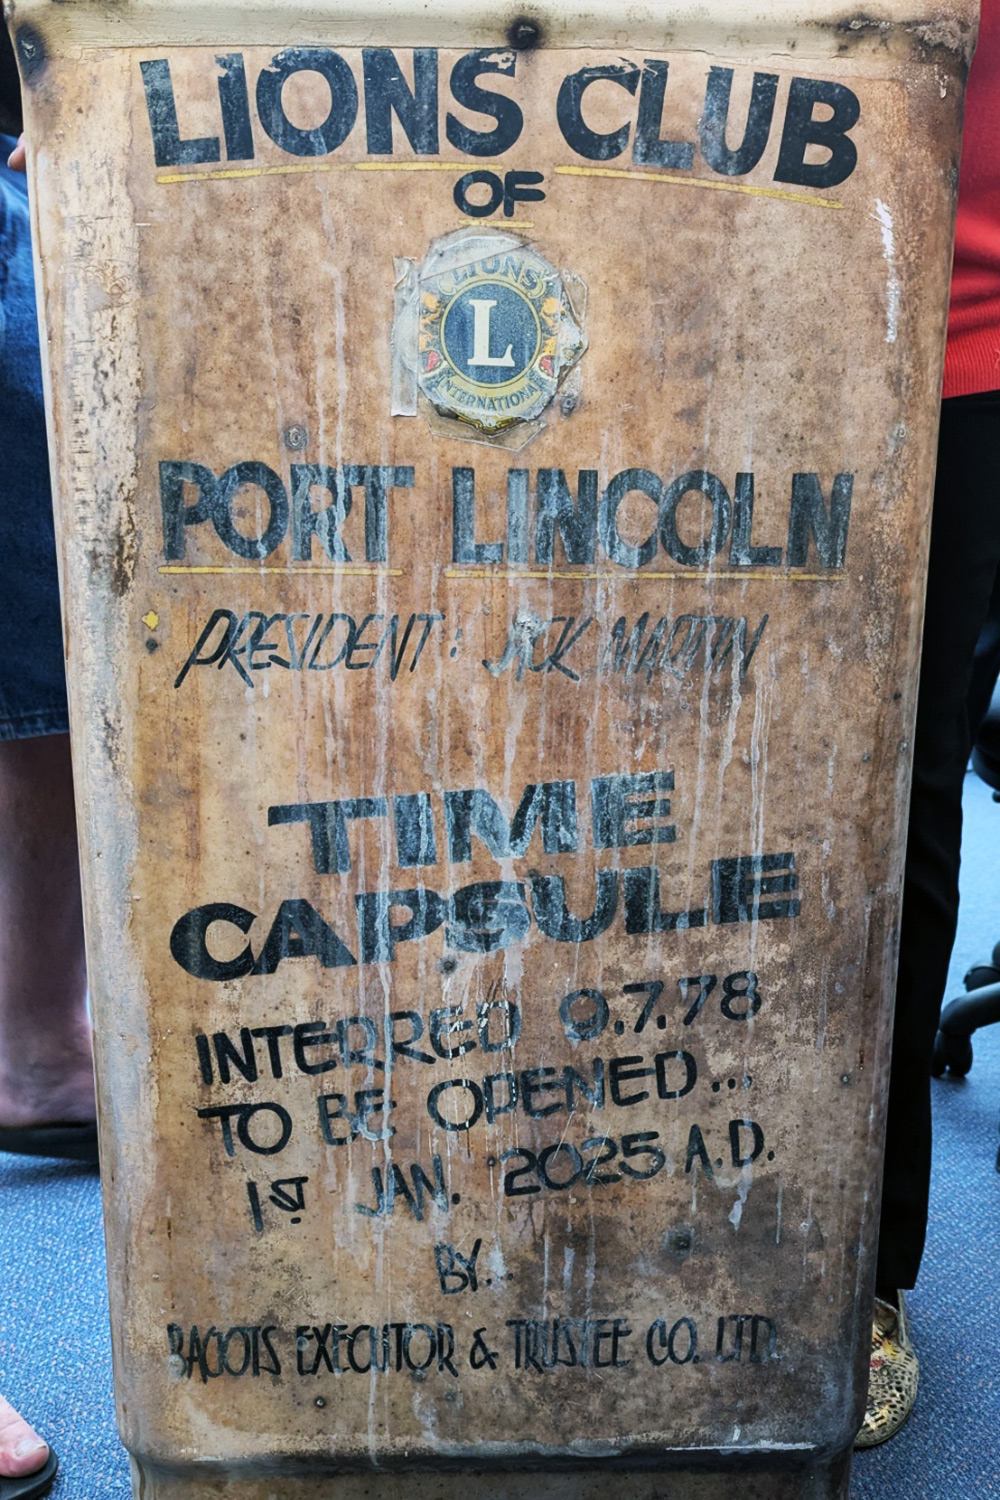 LIONS CLUB
OF
LIONS
L
INTERNATIONAL
PORT LINCOLN
PRESIDENT: JACK MARTIN
TIME
CAPSULE
INTERRED 9.7.78
TO BE OPENED...
1ST JAN. 2025 A.D.
BY...
BAGOTS EXECUTOR & TRUSTEE CO. LTD.